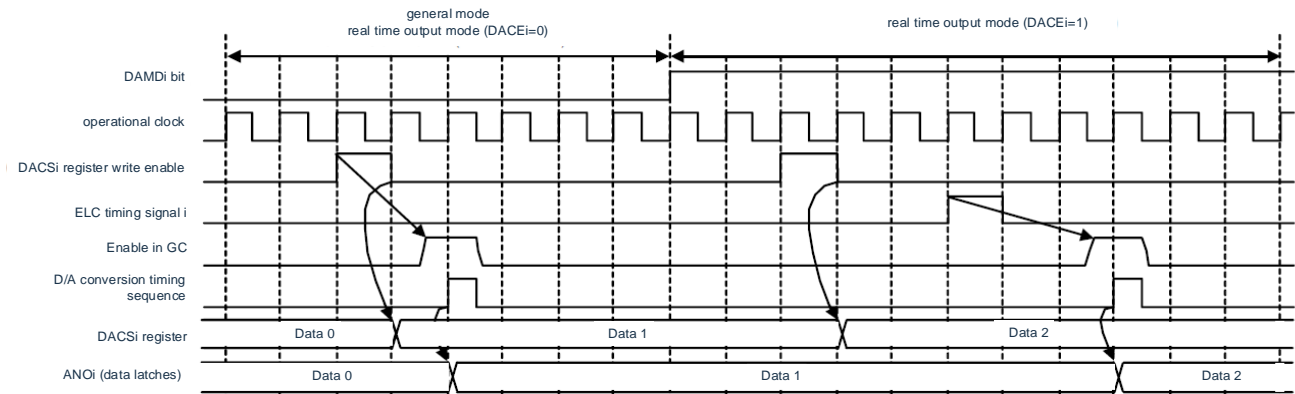 general mode
real time output mode (DACEi=0)
real time output mode (DACEi=1)
DAMDi bit
operational clock
DACSi register write enable
ELC timing signal i
Enable in GC
D/A conversion timing
sequence
DACSi register
Data 0
Data 1
Data 2
ANOi (data latches)
Data 0
Data 1
Data 2